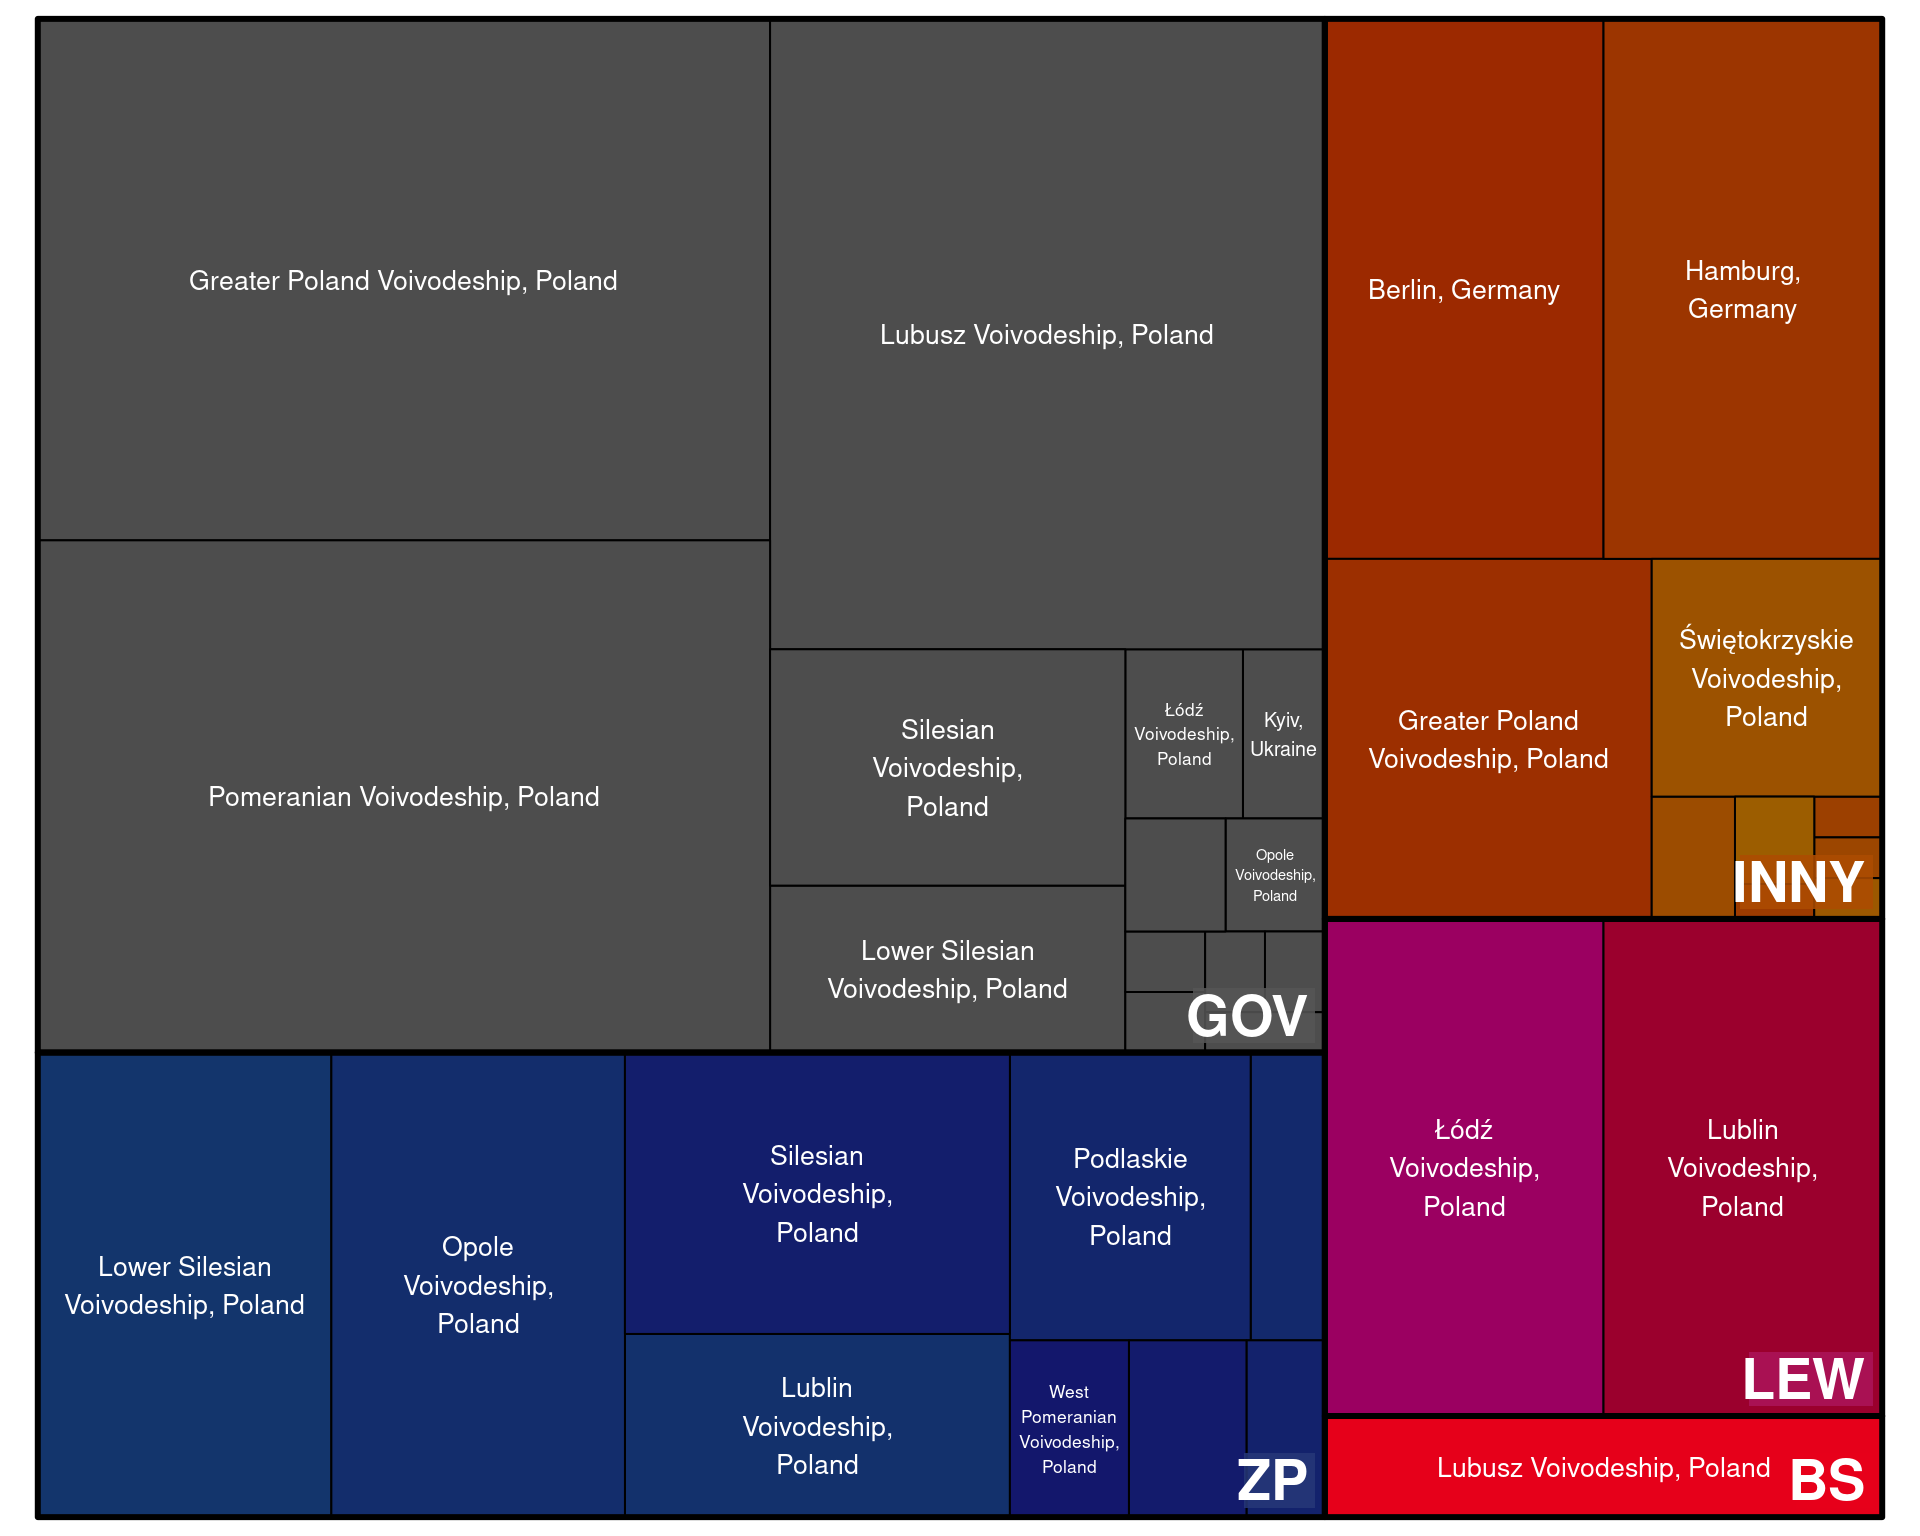 Greater Poland Voivodeship, Poland
Lubusz Voivodeship, Poland
Pomeranian Voivodeship, Poland
Silesian
Voivodeship,
Poland
Łódź
Voivodeship,
Poland
Kyiv,
Ukraine
Opole
Voivodeship,
Poland
Lower Silesian
Voivodeship, Poland
GOV
Berlin, Germany
Hamburg,
Germany
Greater Poland
Voivodeship, Poland
Świętokrzyskie
Voivodeship,
Poland
INNY
Lower Silesian
Voivodeship, Poland
Opole
Voivodeship,
Poland
Silesian
Voivodeship,
Poland
Lublin
Voivodeship,
Poland
Podlaskie
Voivodeship,
Poland
West
Pomeranian
Voivodeship,
Poland
ZP
Łódź
Voivodeship,
Poland
Lublin
Voivodeship,
Poland
LEW
Lubusz Voivodeship, Poland
BS